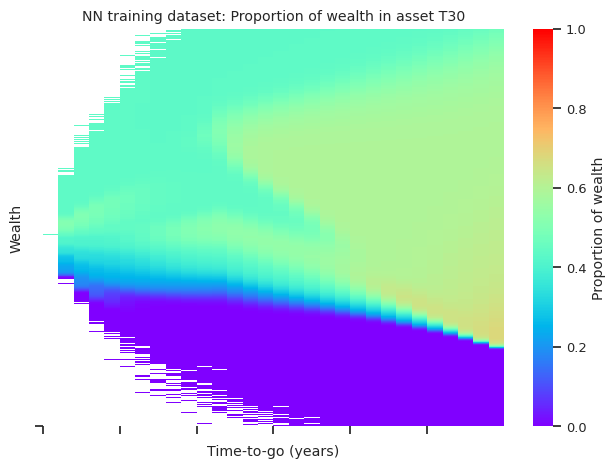 NN training dataset: Proportion of wealth in asset T30
Wealth
Time-to-go (years)
1.0
0.8
0.6
0.4
0.2
0.0
Proportion of wealth